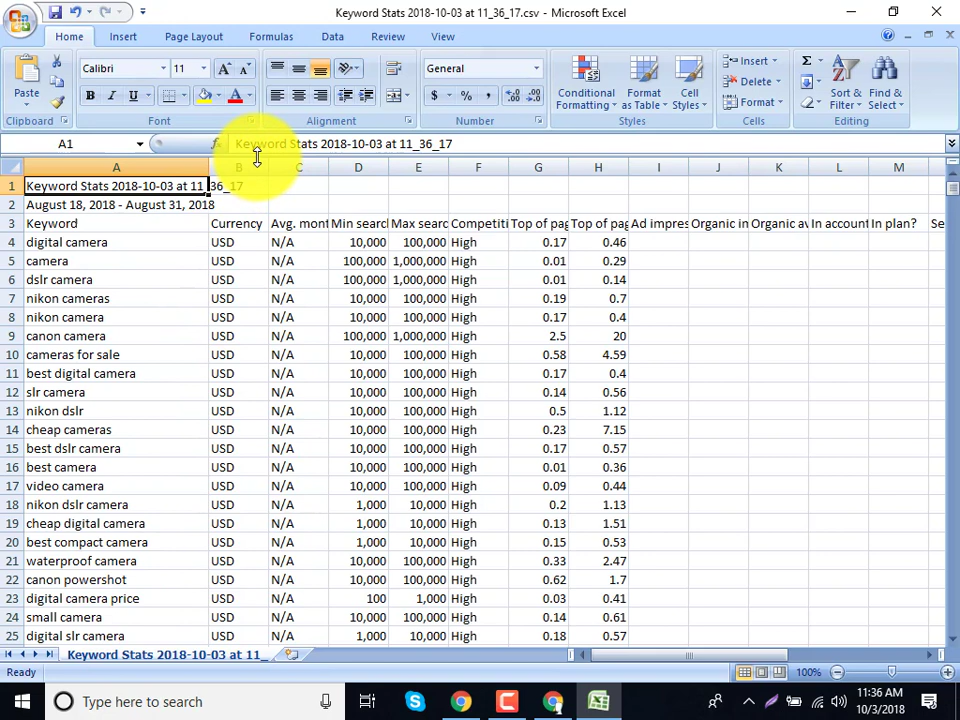 Keyword Stats 2018-10-03 at 11_36_17.csv - Microsoft Excel
Home Insert Page Layout Formulas Data Review View
Paste Calibri 11 General Conditional Formatting Format as Table Cell Styles Insert Delete Format Sort & Filter Find & Select
Clipboard Font Alignment Number Styles Cells Editing
A1 fx Keyword Stats 2018-10-03 at 11_36_17
A B C D E F G H I J K L M
1 Keyword Stats 2018-10-03 at 11_36_17
2 August 18, 2018 - August 31, 2018
3 Keyword Currency Avg. mont Min searc Max searc Competiti Top of pag Top of pag Ad impres Organic in Organic av In account In plan? Se
4 digital camera USD N/A 10,000 100,000 High 0.17 0.46
5 camera USD N/A 100,000 1,000,000 High 0.01 0.29
6 dslr camera USD N/A 100,000 1,000,000 High 0.01 0.14
7 nikon cameras USD N/A 10,000 100,000 High 0.19 0.7
8 nikon camera USD N/A 10,000 100,000 High 0.17 0.4
9 canon camera USD N/A 100,000 1,000,000 High 2.5 20
10 cameras for sale USD N/A 10,000 100,000 High 0.58 4.59
11 best digital camera USD N/A 10,000 100,000 High 0.17 0.4
12 slr camera USD N/A 10,000 100,000 High 0.14 0.56
13 nikon dslr USD N/A 10,000 100,000 High 0.5 1.12
14 cheap cameras USD N/A 10,000 100,000 High 0.23 7.15
15 best dslr camera USD N/A 10,000 100,000 High 0.17 0.57
16 best camera USD N/A 10,000 100,000 High 0.01 0.36
17 video camera USD N/A 10,000 100,000 High 0.09 0.44
18 nikon dslr camera USD N/A 1,000 10,000 High 0.2 1.13
19 cheap digital camera USD N/A 1,000 10,000 High 0.13 1.51
20 best compact camera USD N/A 1,000 10,000 High 0.15 0.53
21 waterproof camera USD N/A 10,000 100,000 High 0.33 2.47
22 canon powershot USD N/A 10,000 100,000 High 0.62 1.7
23 digital camera price USD N/A 100 1,000 High 0.03 0.41
24 small camera USD N/A 10,000 100,000 High 0.14 0.61
25 digital slr camera USD N/A 1,000 10,000 High 0.18 0.57
Keyword Stats 2018-10-03 at 11_
Ready 100%
Type here to search 11:36 AM
10/3/2018